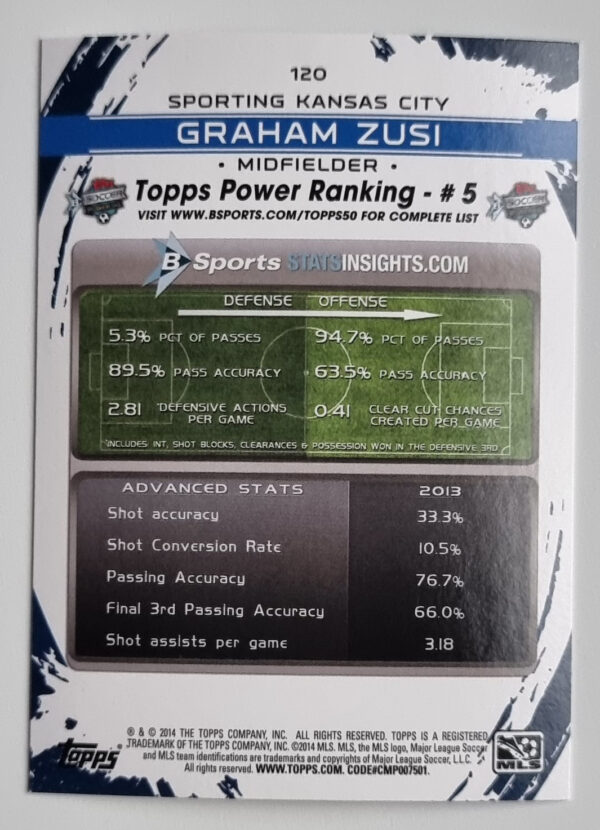 120
SPORTING KANSAS CITY
GRAHAM ZUSI
• MIDFIELDER •
Topps Power Ranking - # 5
VISIT WWW.BSPORTS.COM/TOPPS50 FOR COMPLETE LIST
B Sports STATSINSIGHTS.COM
DEFENSE OFFENSE
5.3% PCT OF PASSES 94.7% PCT OF PASSES
89.5% PASS ACCURACY 63.5% PASS ACCURACY
2.81 *DEFENSIVE ACTIONS PER GAME 0.41 CLEAR CUT CHANCES CREATED PER GAME
*INCLUDES INT, SHOT BLOCKS, CLEARANCES & POSSESSION WON IN THE DEFENSIVE 3RD
ADVANCED STATS 2013
Shot accuracy 33.3%
Shot Conversion Rate 10.5%
Passing Accuracy 76.7%
Final 3rd Passing Accuracy 66.0%
Shot assists per game 3.18
® & © 2014 THE TOPPS COMPANY, INC. ALL RIGHTS RESERVED. TOPPS IS A REGISTERED
TRADEMARK OF THE TOPPS COMPANY, INC. ©2014 MLS. MLS, the MLS logo, Major League Soccer
and MLS team identifications are trademarks and copyrights of Major League Soccer, L.L.C.
All rights reserved. WWW.TOPPS.COM. CODE#CMP007501.
Topps
MLS